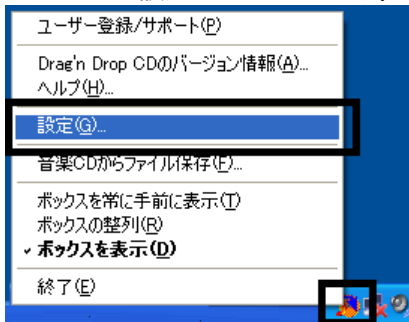 ユーザー登録/サポート(P)
Drag'n Drop CDのバージョン情報(A)...
ヘルプ(H)...
設定(G)...
音楽CDからファイル保存(F)...
ボックスを常に手前に表示(T)
ボックスの整列(R)
ボックスを表示(D)
終了(E)